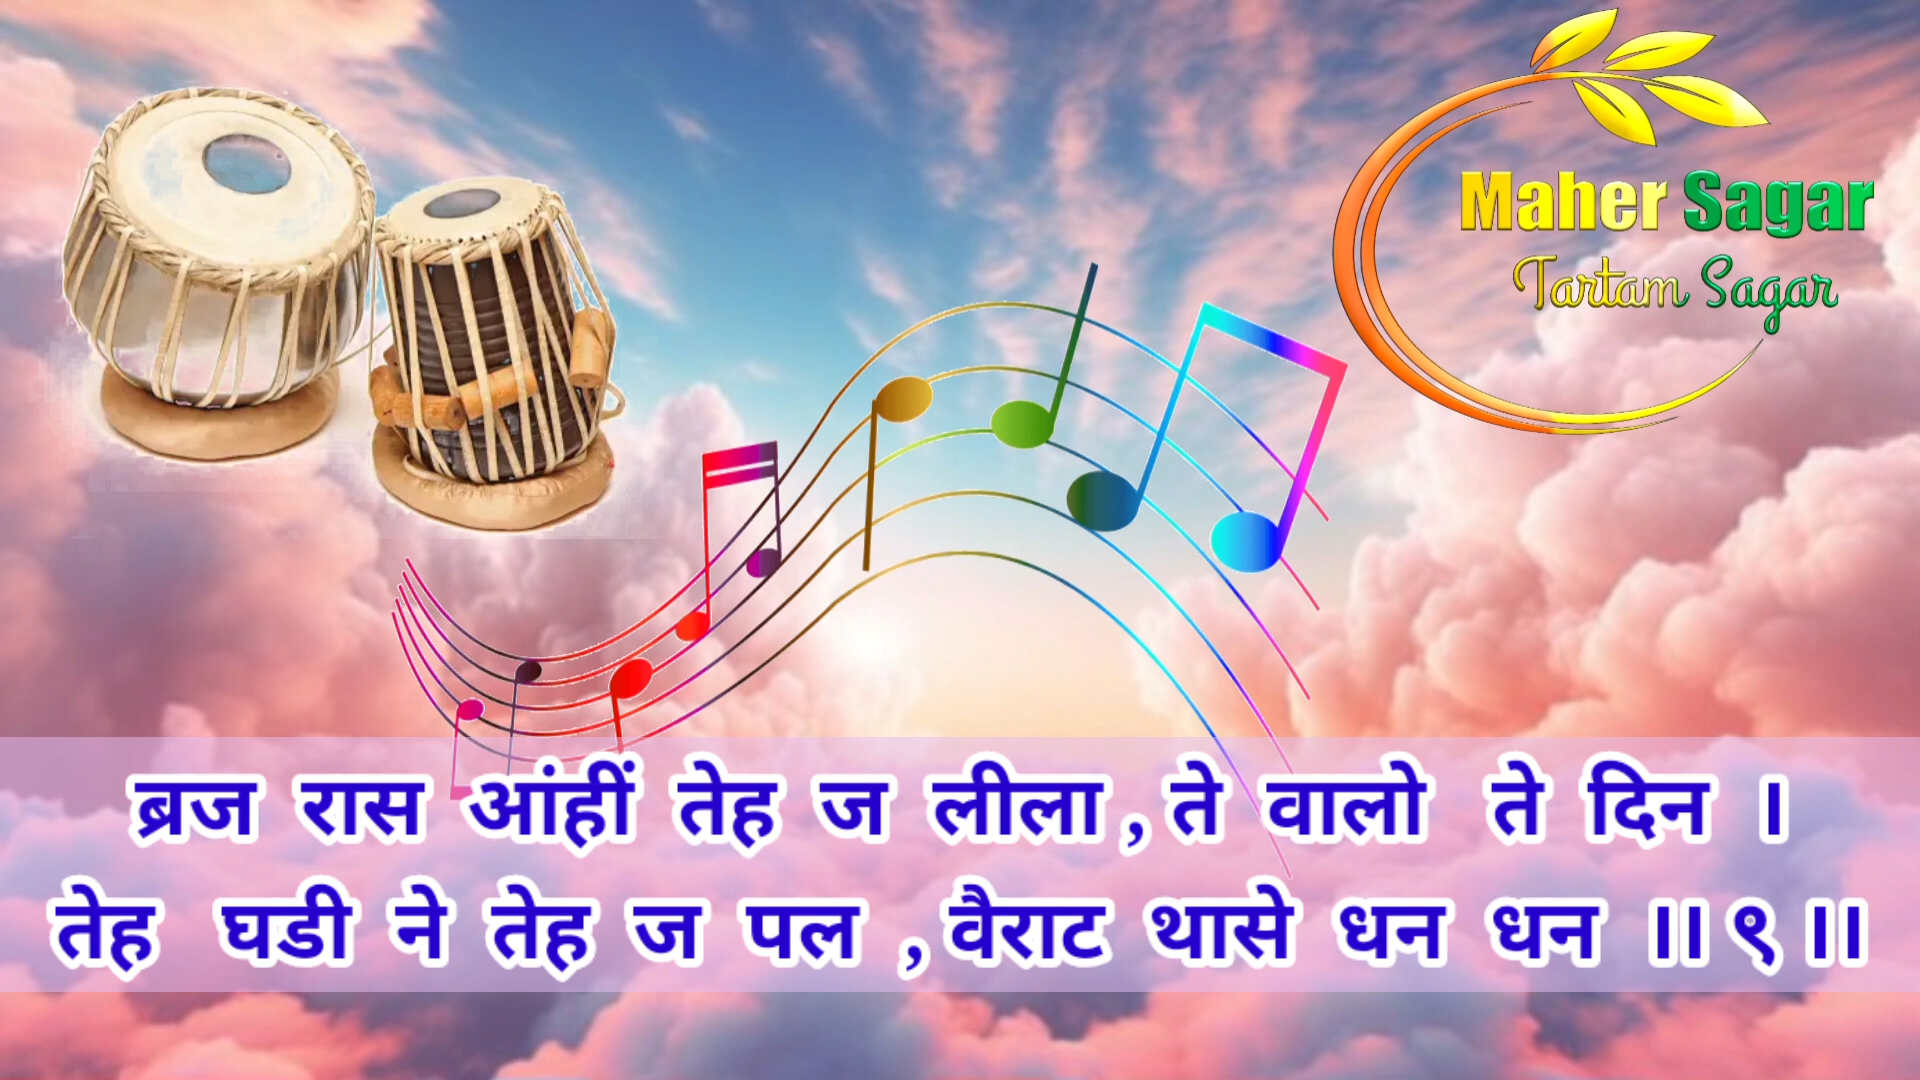 Maher Sagar
Tartam Sagar
ब्रज रास आंहीं तेह ज लीला , ते वालो ते दिन ।
तेह घडी ने तेह ज पल , वैराट थासे धन धन ।। ९ ।।